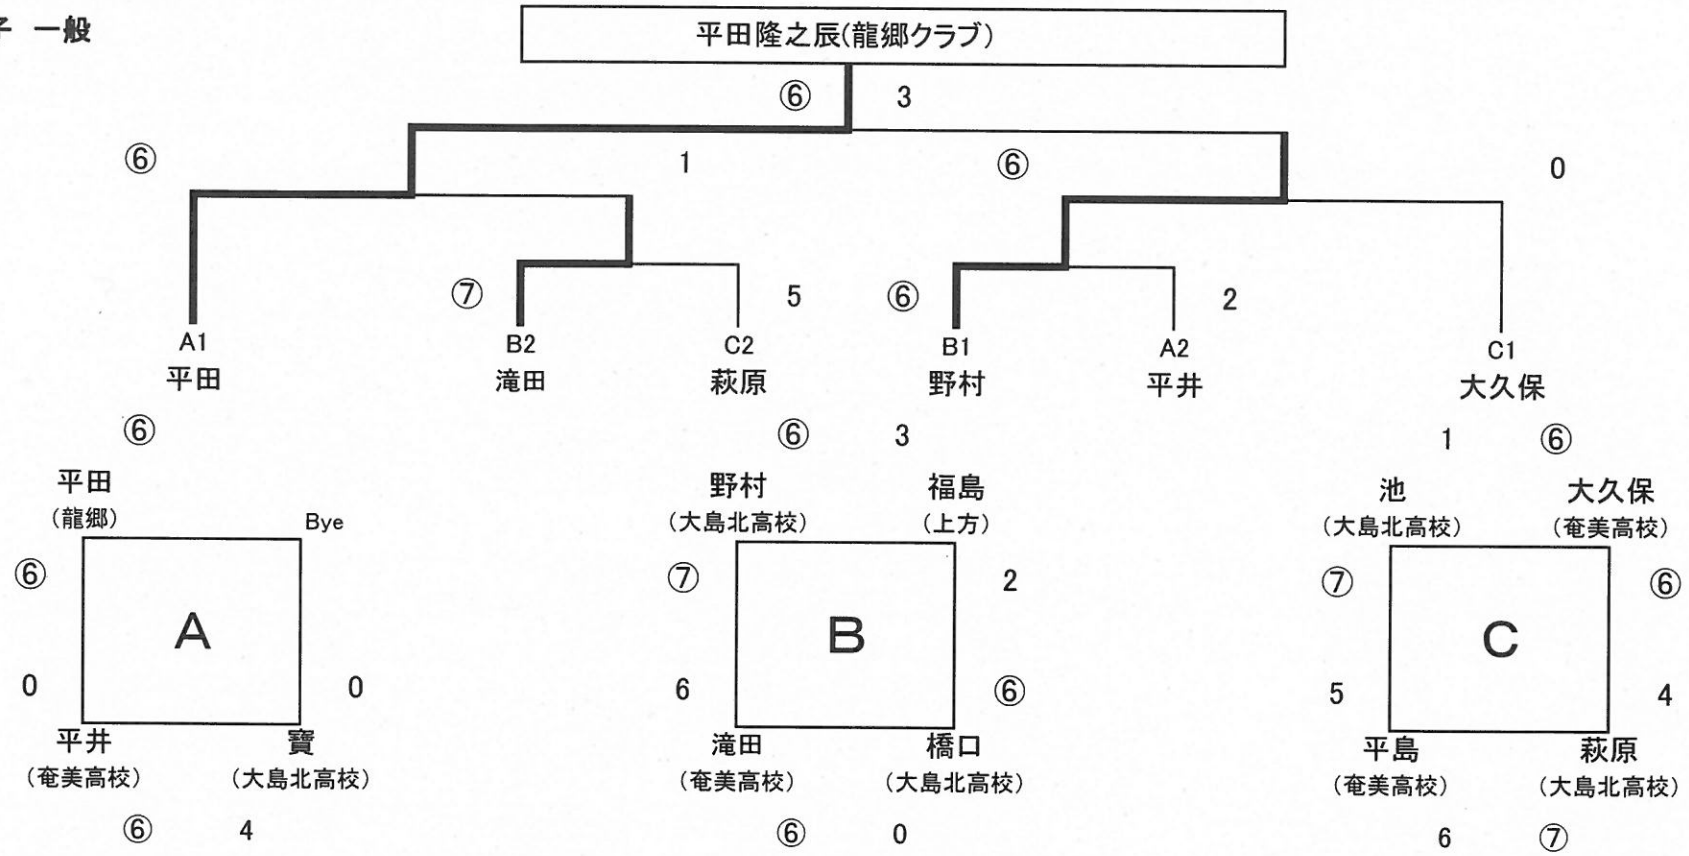 子 一般
平田隆之辰(龍郷クラブ)
⑥ 3
⑥ 1 ⑥ 0
⑦ 5 ⑥ 2
A1 B2 C2 B1 A2 C1
平田 滝田 萩原 野村 平井 大久保
⑥ ⑥ 3 1 ⑥
平田 野村 福島 池 大久保
(龍郷) Bye (大島北高校) (上方) (大島北高校) (奄美高校)
⑥ ⑦ 2 ⑦ ⑥
A B C
0 0 6 ⑥ 5 4
平井 寶 滝田 橋口 平島 萩原
(奄美高校) (大島北高校) (奄美高校) (大島北高校) (奄美高校) (大島北高校)
⑥ 4 ⑥ 0 6 ⑦